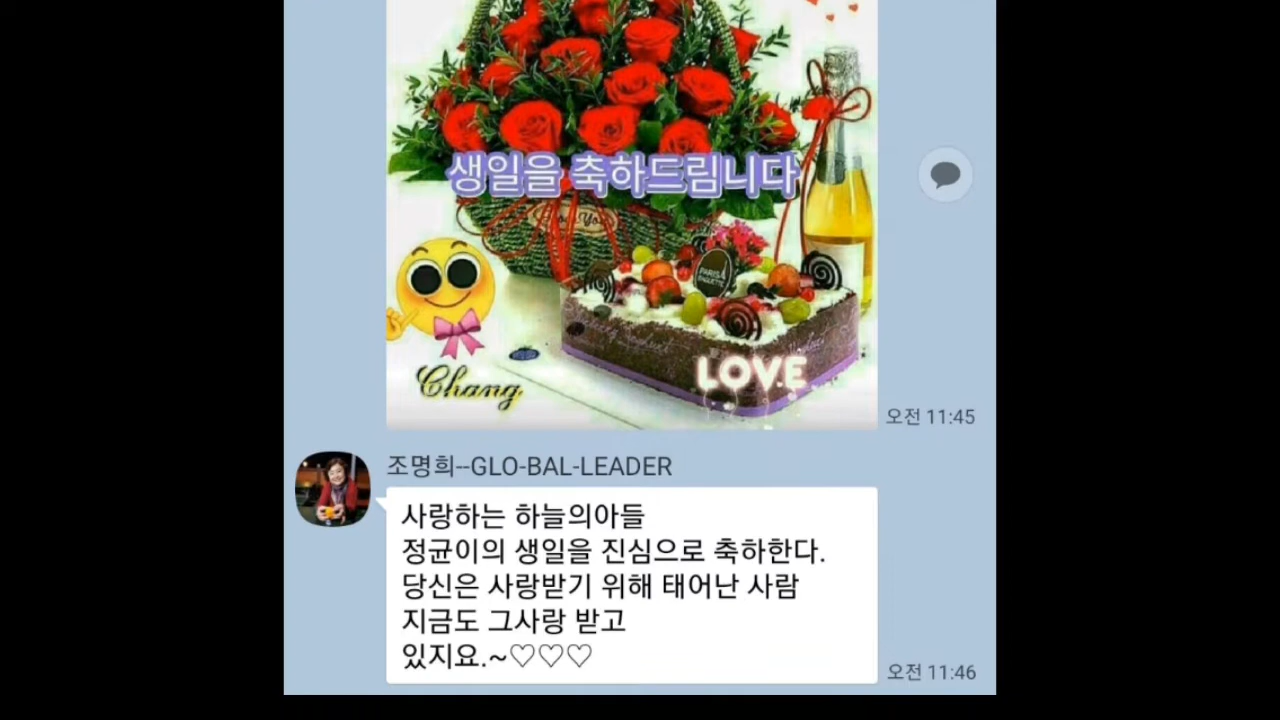 생일을 축하드림니다
PARIS BAGUETTE
LOVE
Chang
오전 11:45
조명희--GLO-BAL-LEADER
사랑하는 하늘의아들
정균이의 생일을 진심으로 축하한다.
당신은 사랑받기 위해 태어난 사람
지금도 그사랑 받고
있지요.~♡♡♡
오전 11:46